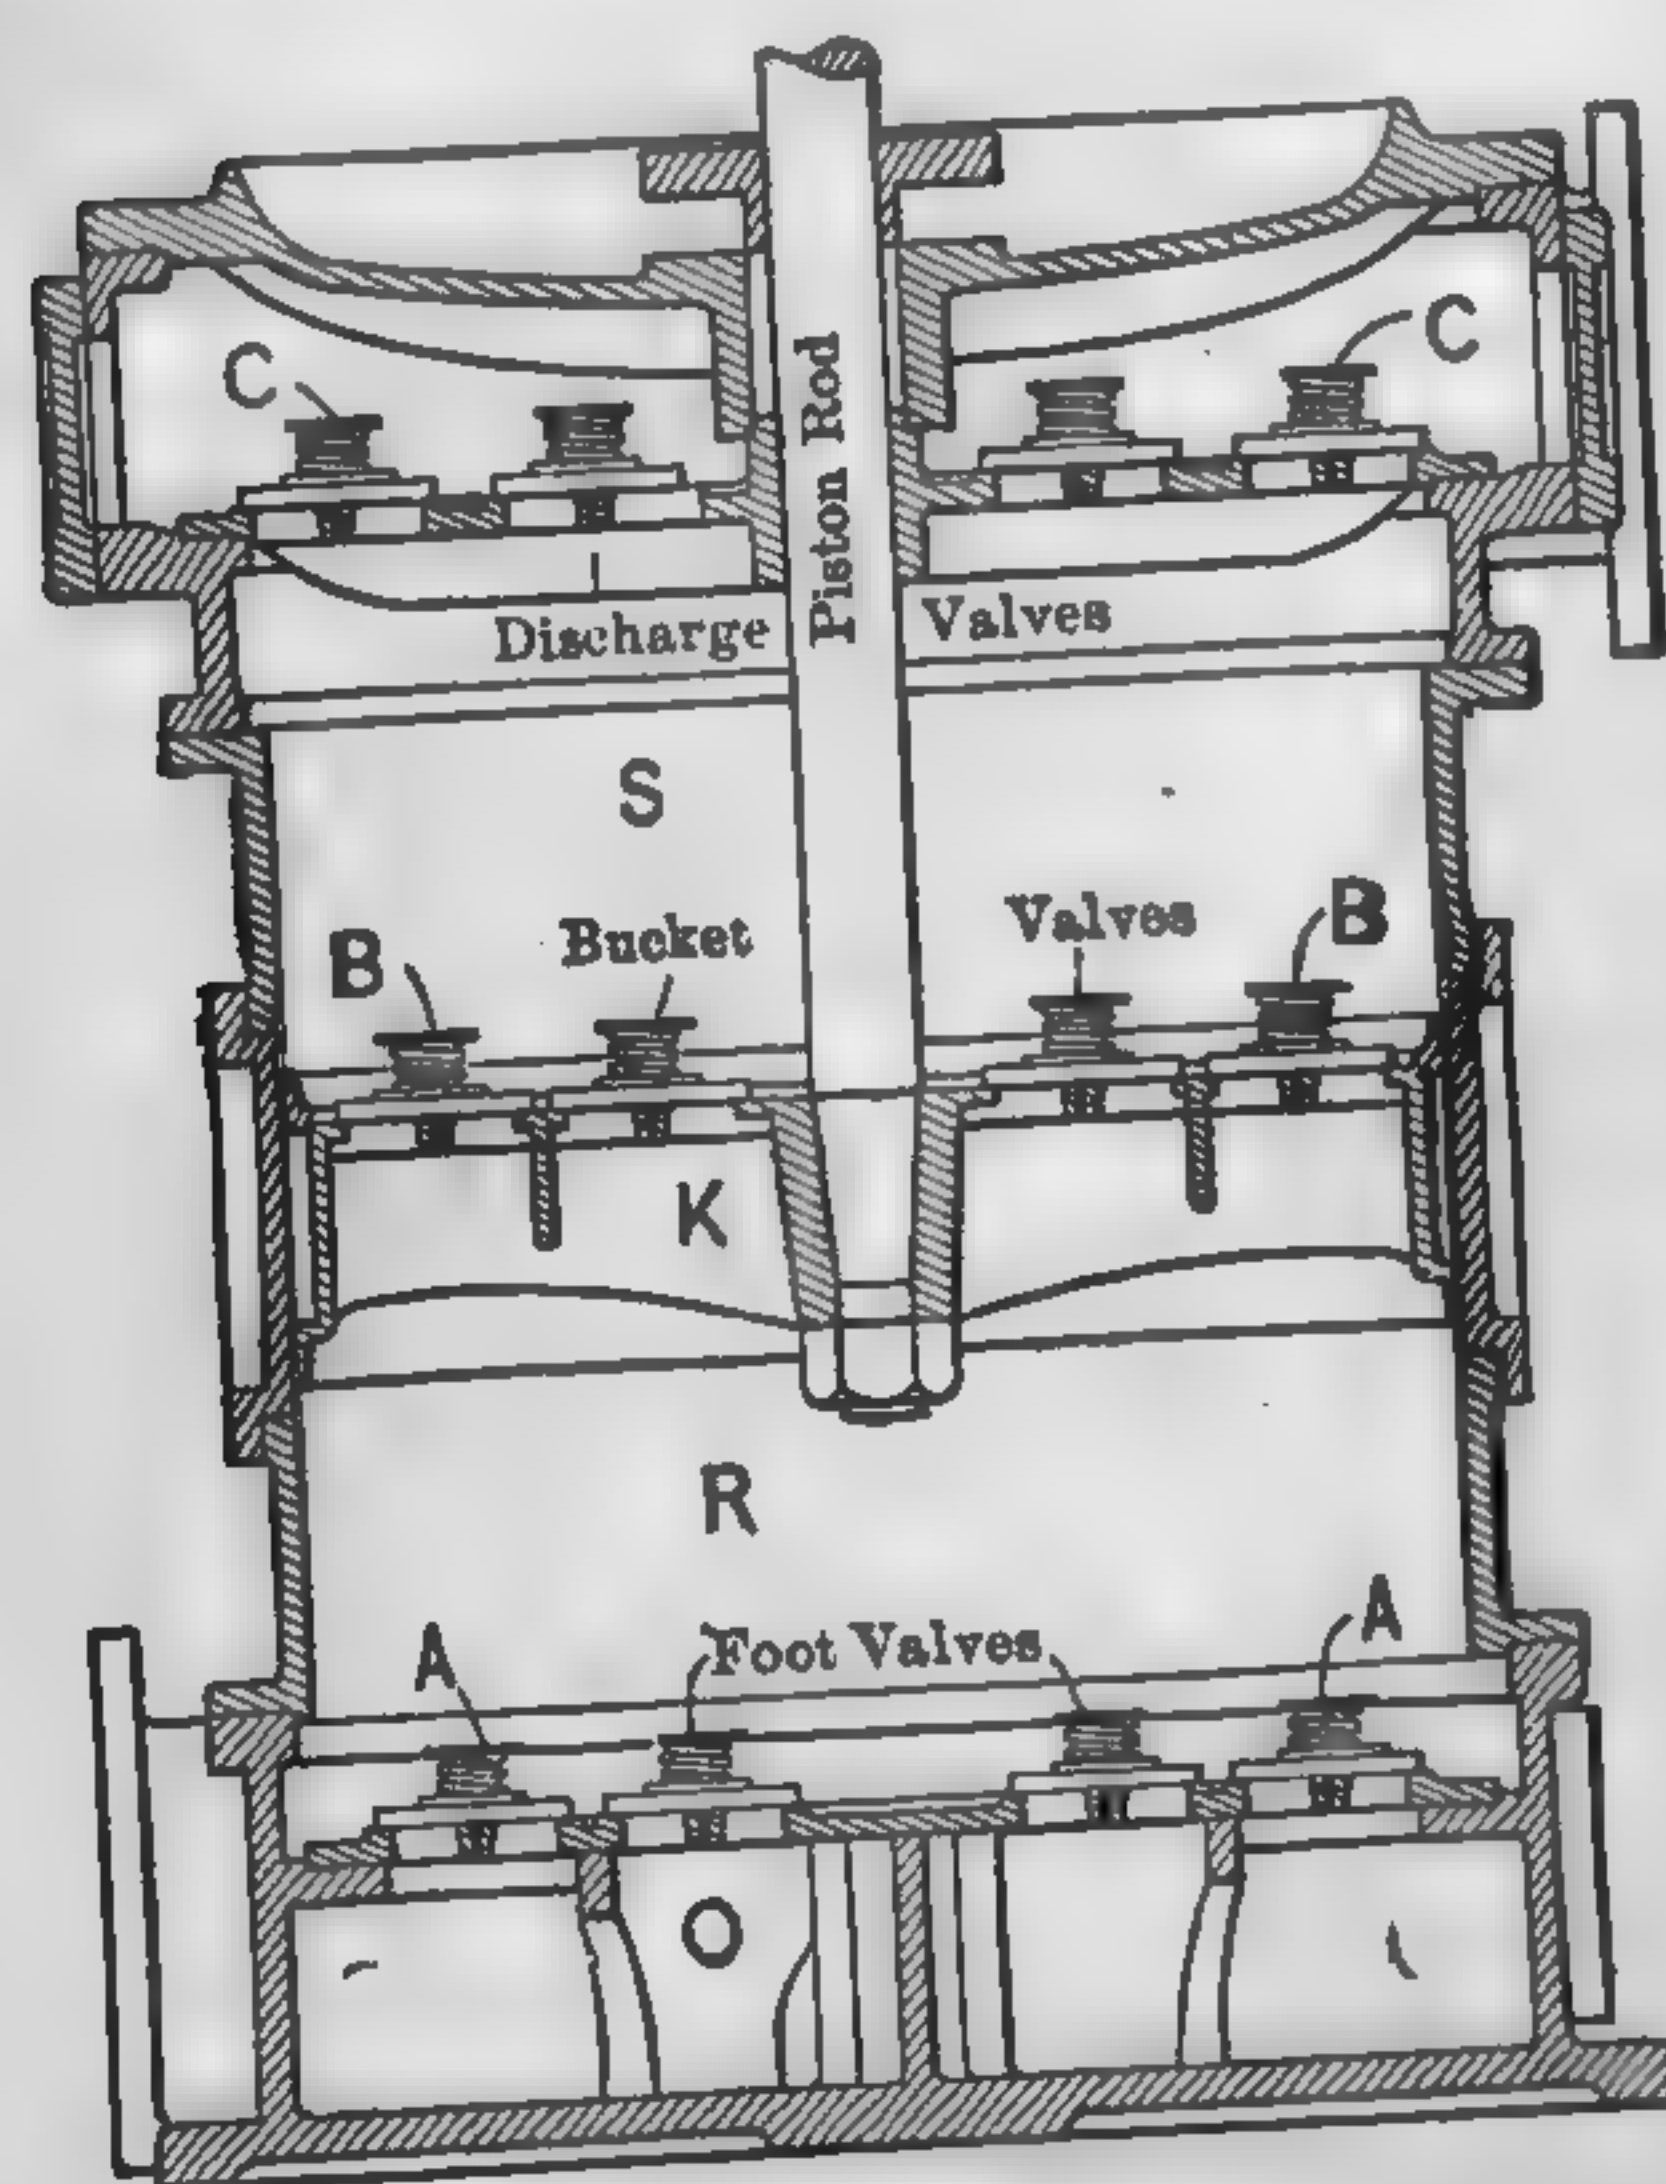 C
C
Piston Rod
Discharge Valves
S
B Bucket Valves B
K
R
A Foot Valves A
O